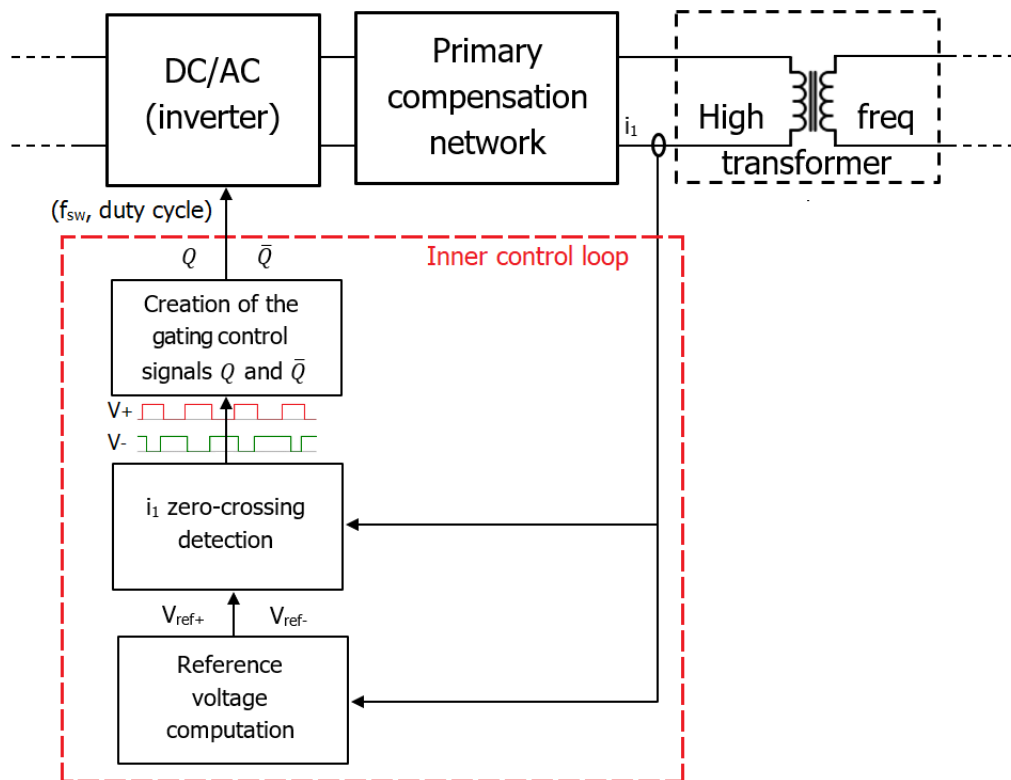 DC/AC
(inverter)
Primary
compensation
network
i₁
High freq
transformer
(fsw, duty cycle)
Q Q̄
Inner control loop
Creation of the
gating control
signals Q and Q̄
V+
V-
i₁ zero-crossing
detection
Vref+ Vref-
Reference
voltage
computation